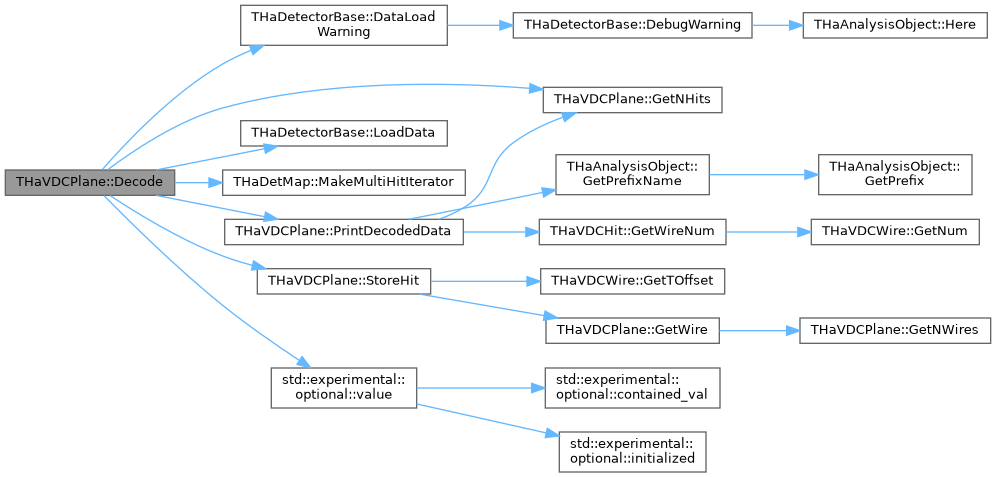 THaDetectorBase::DataLoad
Warning
THaDetectorBase::DebugWarning
THaAnalysisObject::Here
THaVDCPlane::GetNHits
THaDetectorBase::LoadData
THaVDCPlane::Decode
THaDetMap::MakeMultiHitIterator
THaAnalysisObject::
GetPrefixName
THaAnalysisObject::
GetPrefix
THaVDCPlane::PrintDecodedData
THaVDCHit::GetWireNum
THaVDCWire::GetNum
THaVDCPlane::StoreHit
THaVDCWire::GetTOffset
THaVDCPlane::GetWire
THaVDCPlane::GetNWires
std::experimental::
optional::value
std::experimental::
optional::contained_val
std::experimental::
optional::initialized